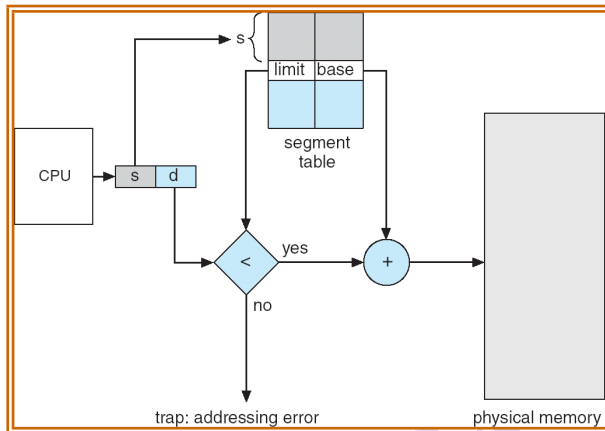 s
limit base
segment
table
CPU
s d
<
yes
+
no
trap: addressing error
physical memory